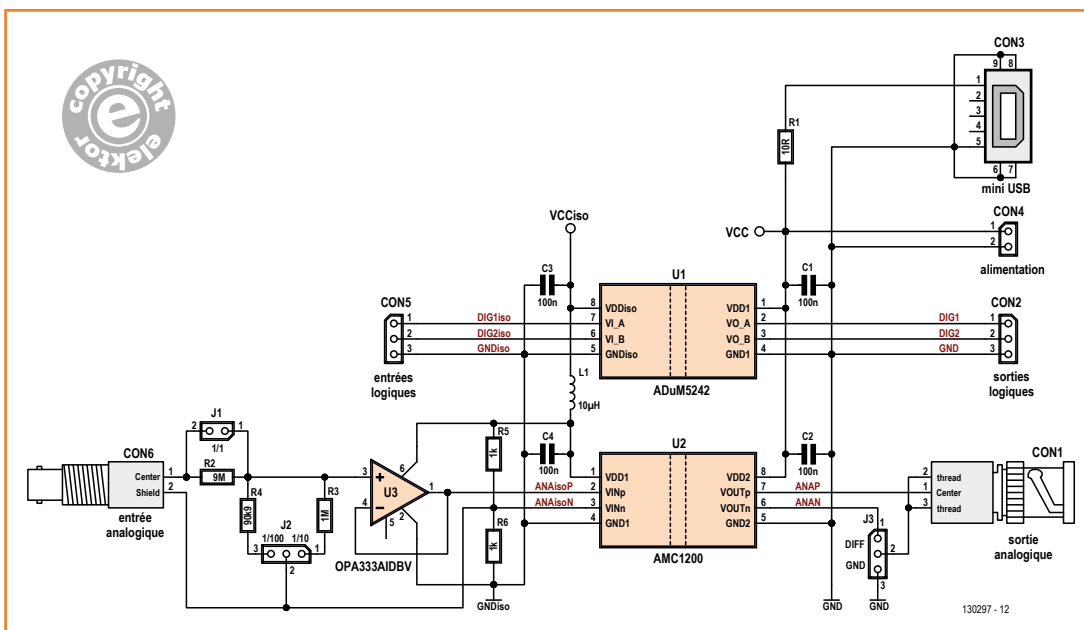 copyright elektor
CON3
9 8
1
2
3
4
5
6 7
mini USB
R1
10R
VCCiso
VCC
CON4
1
2
alimentation
C3
100n
U1
C1
100n
8 VDDiso VDD1 1
7 VI_A VO_A 2
6 VI_B VO_B 3
5 GNDiso GND1 4
ADuM5242
CON5
1 DIG1iso
2 DIG2iso
3 GNDiso
entrées
logiques
CON2
DIG1 1
DIG2 2
GND 3
sorties
logiques
L1
10µH
J1
2 1
1/1
CON6
Center 1
Shield 2
entrée
analogique
R2
9M
R4
90k9
R3
1M
J2
1/100 1/10
3 1
2
3
4
6
1
5
2
U3
OPA333AIDBV
R5
1k
R6
1k
C4
100n
U2
C2
100n
1 VDD1 VDD2 8
ANAisoP 2 VINp VOUTp 7 ANAP
ANAisoN 3 VINn VOUTn 6 ANAN
4 GND1 GND2 5
AMC1200
GNDiso
J3
1
DIFF
2
GND
3
GND
GND
CON1
2 thread
1 Center
3 thread
sortie
analogique
130297 - 12